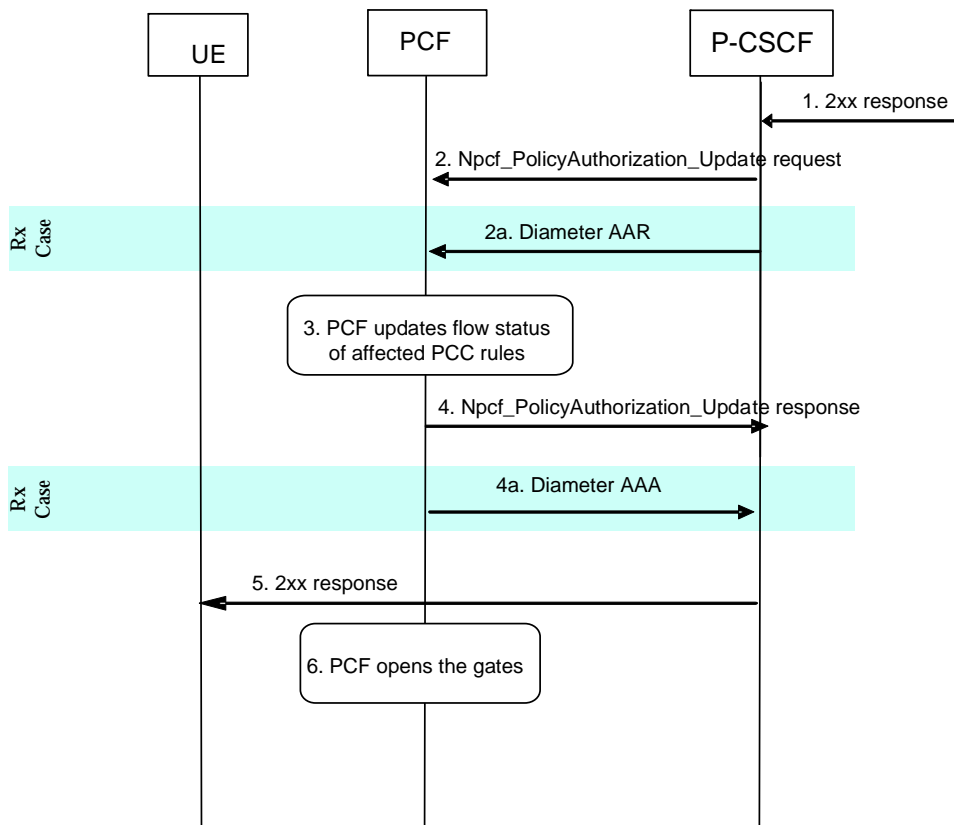 UE
PCF
P-CSCF
1. 2xx response
2. Npcf_PolicyAuthorization_Update request
Rx
Case
2a. Diameter AAR
3. PCF updates flow status
of affected PCC rules
4. Npcf_PolicyAuthorization_Update response
Rx
Case
4a. Diameter AAA
5. 2xx response
6. PCF opens the gates